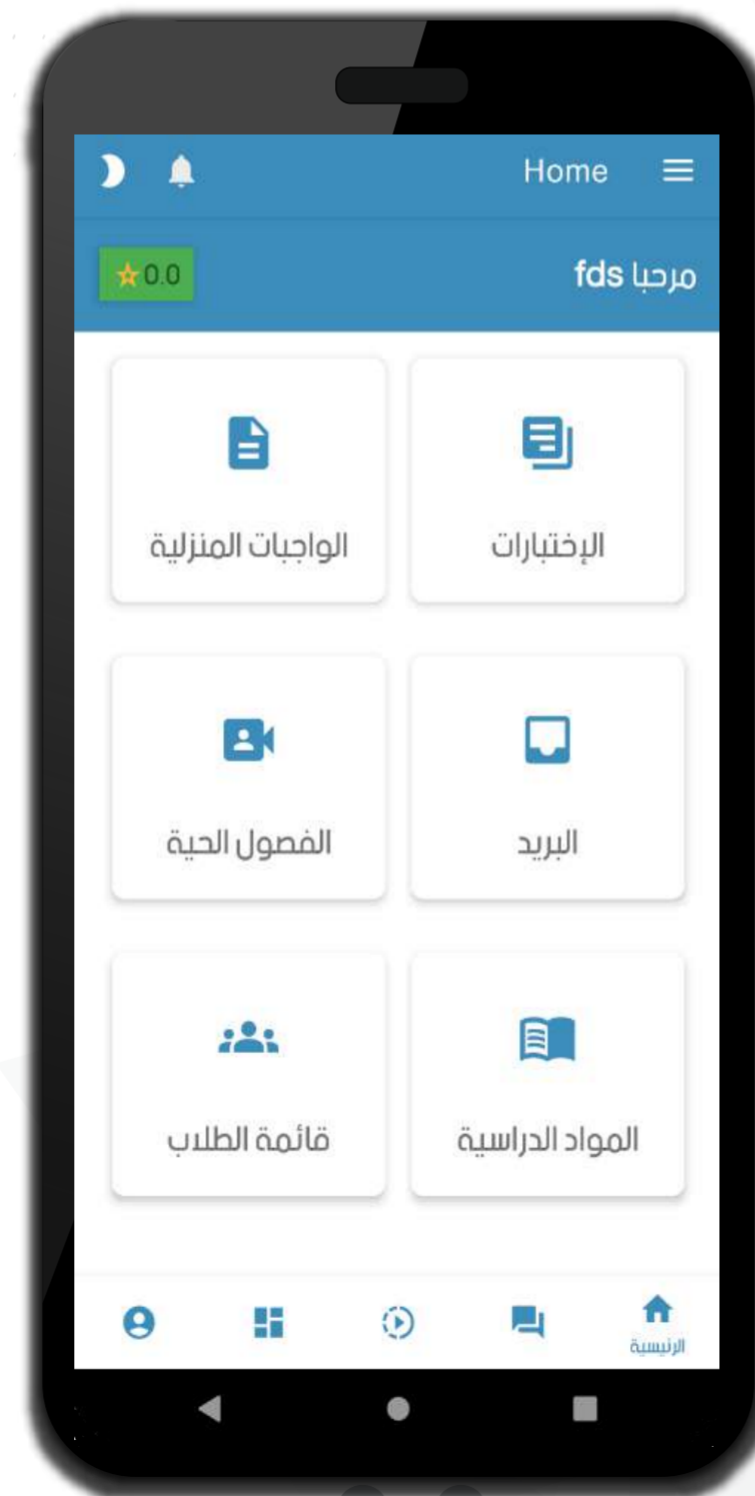 Home
مرحبا fds
0.0
الإختبارات
الواجبات المنزلية
البريد
الفصول الحية
المواد الدراسية
قائمة الطلاب
الرئيسية